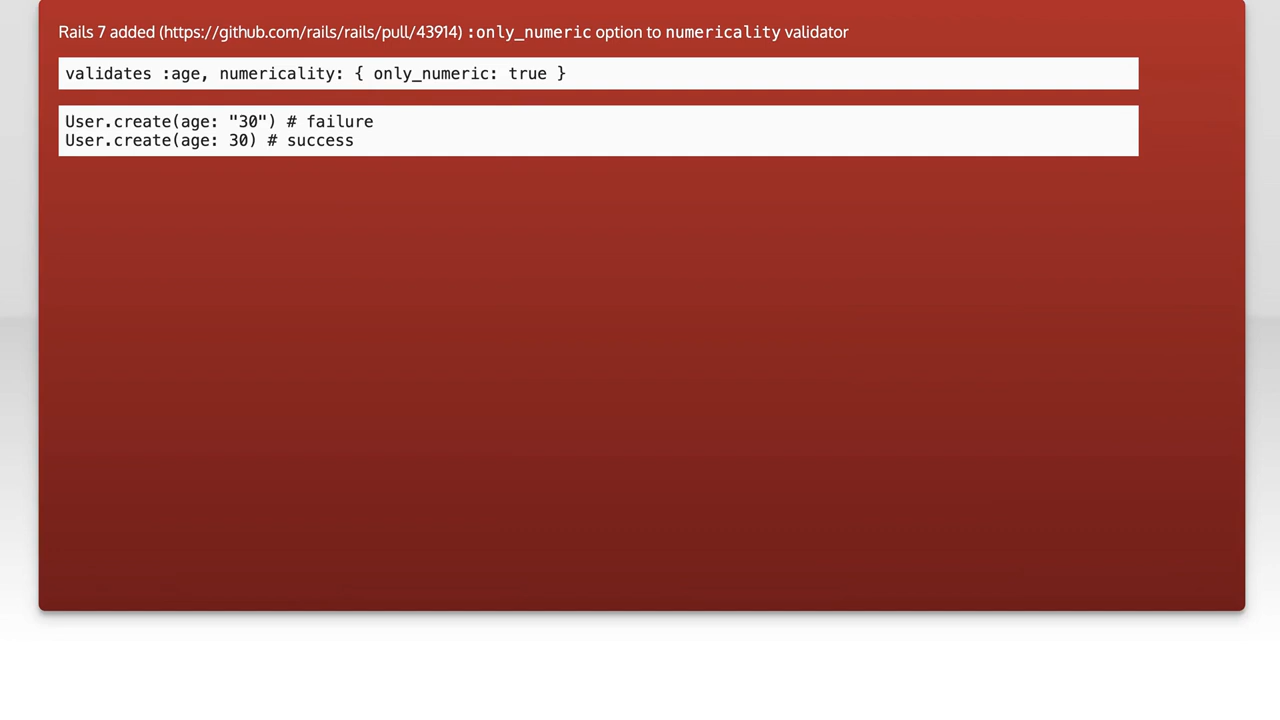 Rails 7 added (https://github.com/rails/rails/pull/43914) :only_numeric option to numericality validator
validates :age, numericality: { only_numeric: true }
User.create(age: "30") # failure
User.create(age: 30) # success